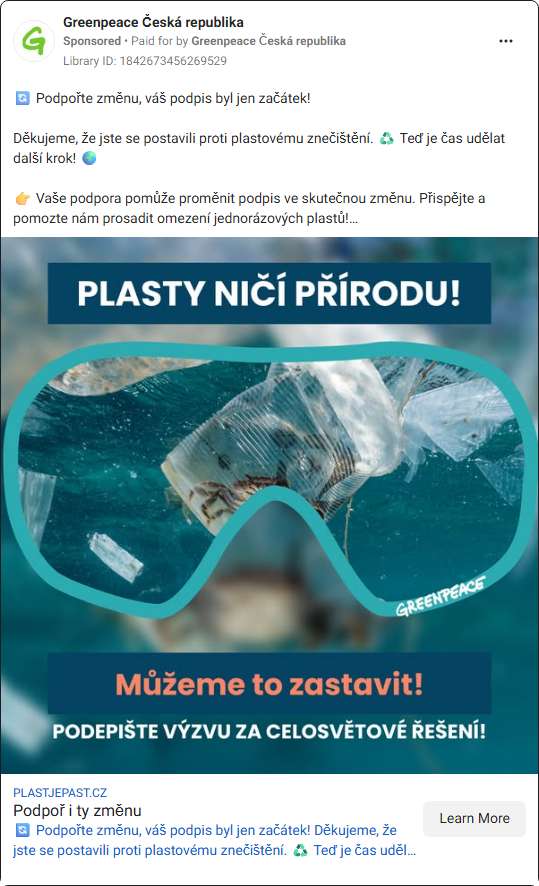 Greenpeace Česká republika
Sponsored • Paid for by Greenpeace Česká republika
Library ID: 1842673456269529
🔄 Podpořte změnu, váš podpis byl jen začátek!
Děkujeme, že jste se postavili proti plastovému znečištění. ♻️ Teď je čas udělat
další krok! 🌍
👉 Vaše podpora pomůže proměnit podpis ve skutečnou změnu. Přispějte a
pomozte nám prosadit omezení jednorázových plastů!...
PLASTY NIČÍ PŘÍRODU!
GREENPEACE
Můžeme to zastavit!
PODEPIŠTE VÝZVU ZA CELOSVĚTOVÉ ŘEŠENÍ!
PLASTJEPAST.CZ
Podpoř i ty změnu
🔄 Podpořte změnu, váš podpis byl jen začátek! Děkujeme, že
jste se postavili proti plastovému znečištění. ♻️ Teď je čas uděl...
Learn More